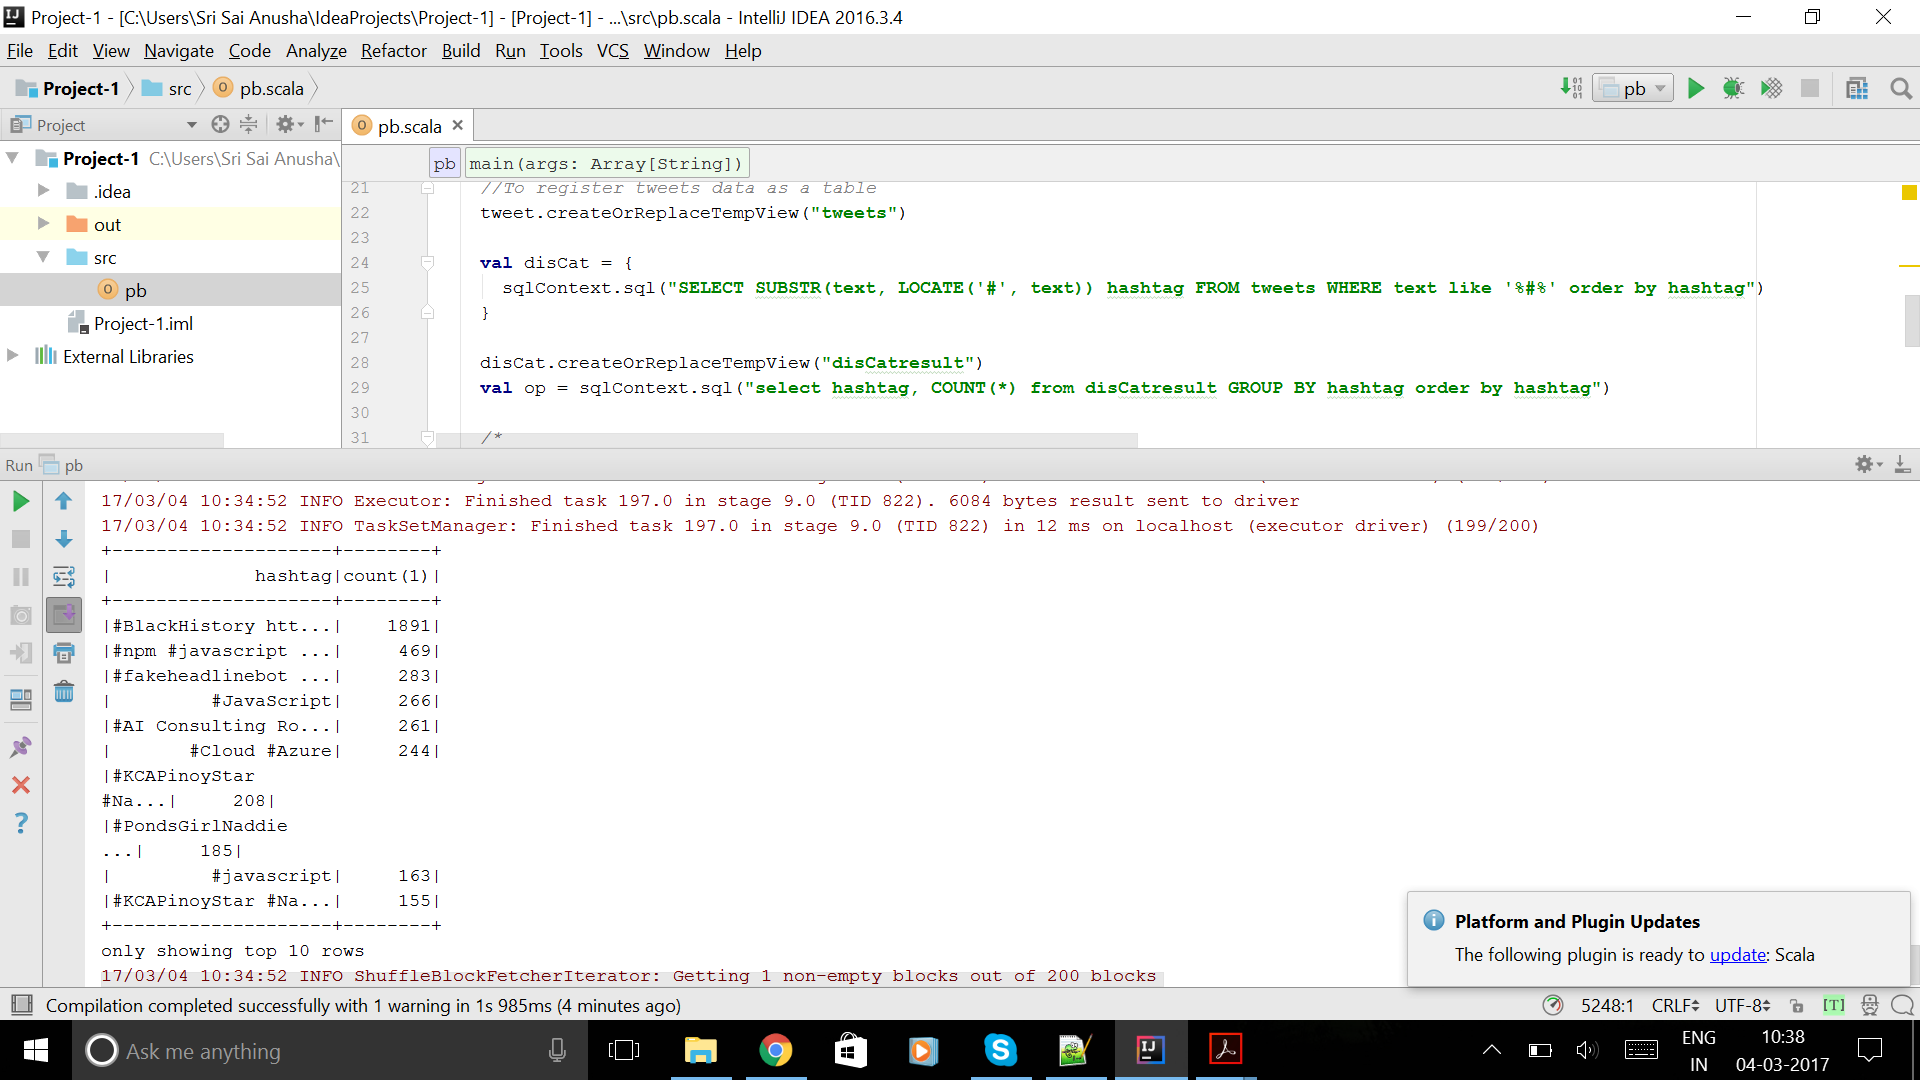 Project-1 - [C:\Users\Sri Sai Anusha\IdeaProjects\Project-1] - [Project-1] - ...\src\pb.scala - IntelliJ IDEA 2016.3.4
File Edit View Navigate Code Analyze Refactor Build Run Tools VCS Window Help
Project-1 src pb.scala pb
Project pb.scala
Project-1 C:\Users\Sri Sai Anusha\
.idea
out
src
pb
Project-1.iml
External Libraries
pb main(args: Array[String])
21 //To register tweets data as a table
22 tweet.createOrReplaceTempView("tweets")
23
24 val disCat = {
25 sqlContext.sql("SELECT SUBSTR(text, LOCATE('#', text)) hashtag FROM tweets WHERE text like '%#%' order by hashtag")
26 }
27
28 disCat.createOrReplaceTempView("disCatresult")
29 val op = sqlContext.sql("select hashtag, COUNT(*) from disCatresult GROUP BY hashtag order by hashtag")
30
31 /*
Run pb
17/03/04 10:34:52 INFO Executor: Finished task 197.0 in stage 9.0 (TID 822). 6084 bytes result sent to driver
17/03/04 10:34:52 INFO TaskSetManager: Finished task 197.0 in stage 9.0 (TID 822) in 12 ms on localhost (executor driver) (199/200)
+--------------------+--------+
|             hashtag|count(1)|
+--------------------+--------+
|#BlackHistory htt...|    1891|
|#npm #javascript ...|     469|
|#fakeheadlinebot ...|     283|
|         #JavaScript|     266|
|#AI Consulting Ro...|     261|
|       #Cloud #Azure|     244|
|#KCAPinoyStar
#Na...|     208|
|#PondsGirlNaddie
...|     185|
|         #javascript|     163|
|#KCAPinoyStar #Na...|     155|
+--------------------+--------+
only showing top 10 rows
17/03/04 10:34:52 INFO ShuffleBlockFetcherIterator: Getting 1 non-empty blocks out of 200 blocks
Platform and Plugin Updates
The following plugin is ready to update: Scala
Compilation completed successfully with 1 warning in 1s 985ms (4 minutes ago) 5248:1 CRLF UTF-8 [T]
Ask me anything
ENG
IN
10:38
04-03-2017